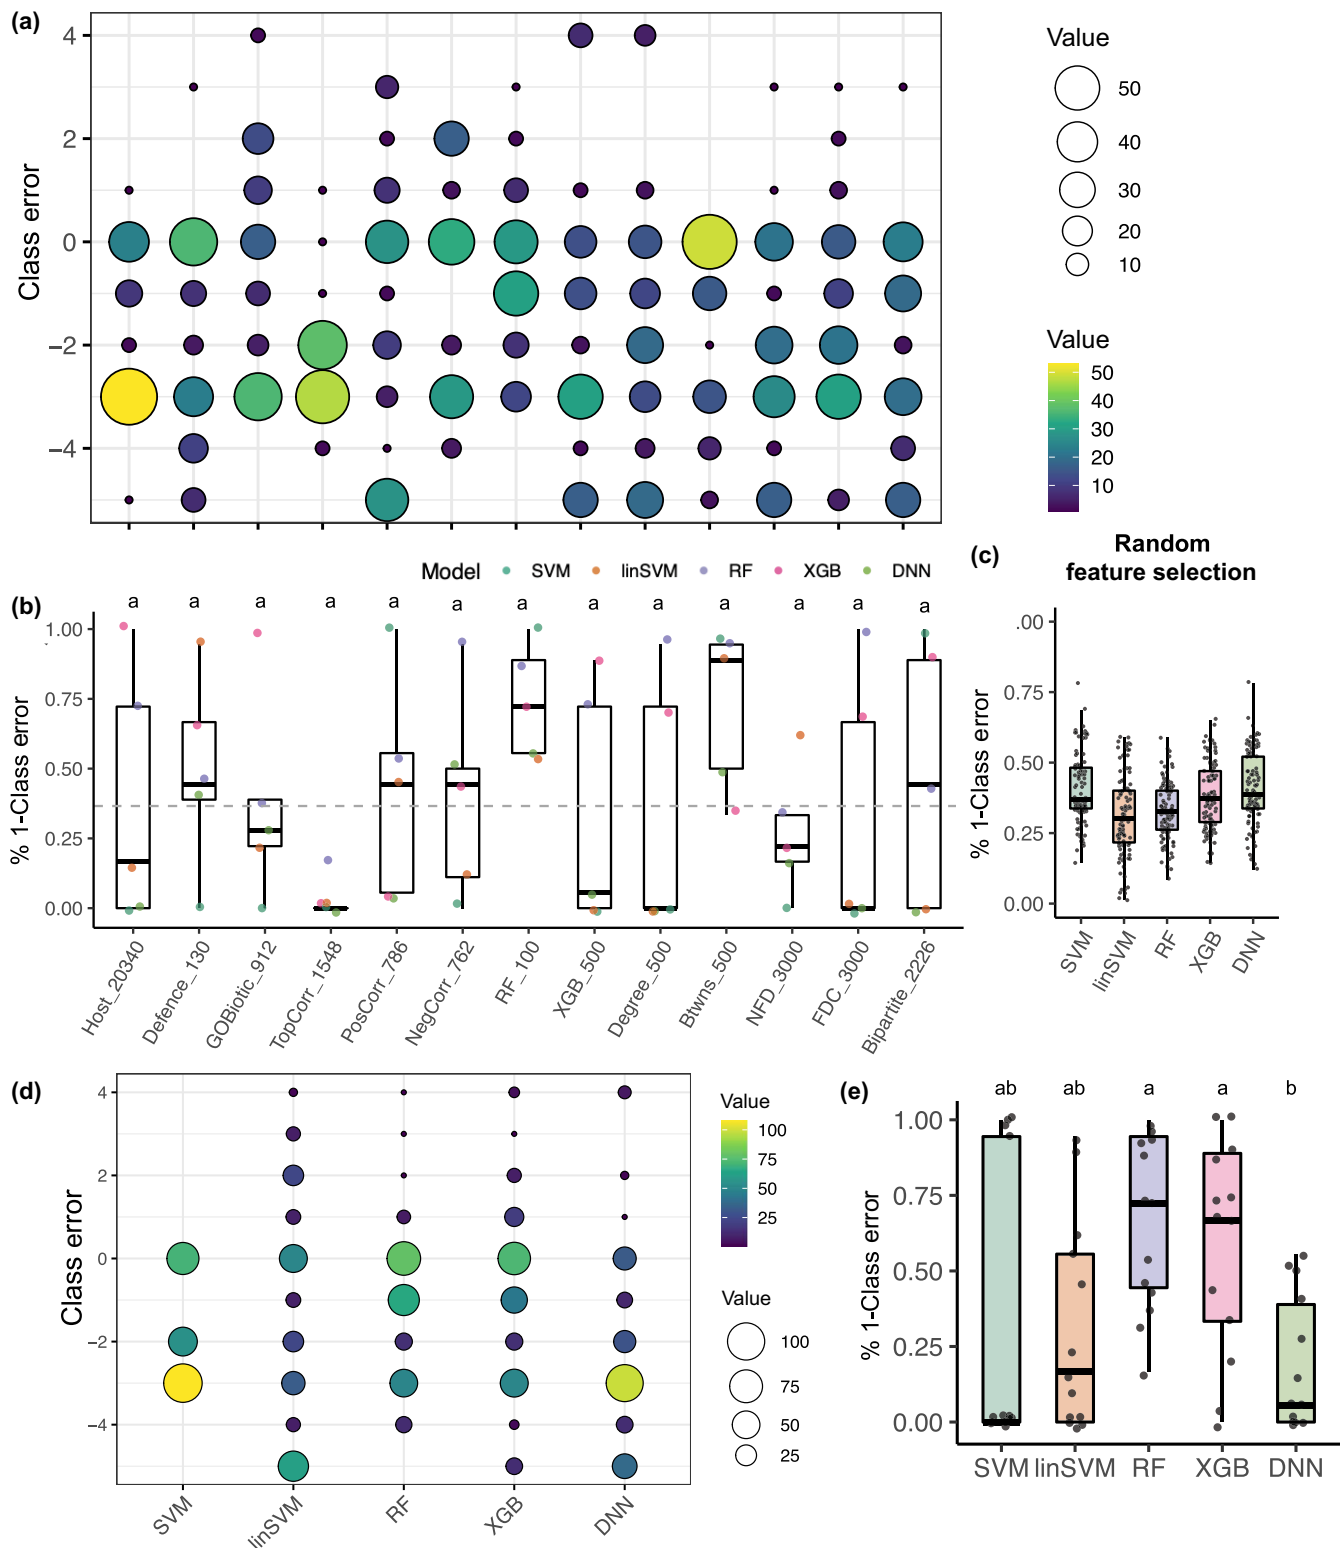 (a)
4
2
0
−2
−4
Class error
Value
50
40
30
20
10
Value
50
40
30
20
10
Model SVM linSVM RF XGB DNN
(b)
a a a a a a a a a a a a a
1.00
0.75
0.50
0.25
0.00
% 1-Class error
Host_20340
Defence_130
GOBiotic_912
TopCorr_1548
PosCorr_786
NegCorr_762
RF_100
XGB_500
Degree_500
Btwns_500
NFD_3000
FDC_3000
Bipartite_2226
(c)
Random
feature selection
.00
0.75
0.50
0.25
0.00
% 1-Class error
SVM
linSVM
RF
XGB
DNN
(d)
4
2
0
−2
−4
Class error
SVM
linSVM
RF
XGB
DNN
Value
100
75
50
25
Value
100
75
50
25
(e)
ab ab a a b
1.00
0.75
0.50
0.25
0.00
% 1-Class error
SVM linSVM RF XGB DNN